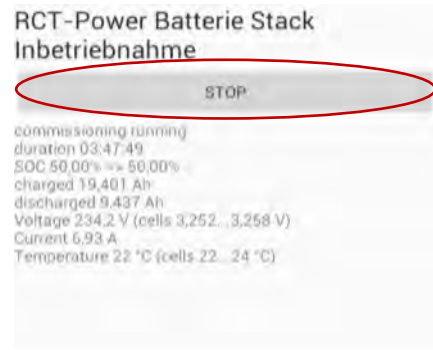 RCT-Power Batterie Stack
Inbetriebnahme
STOP
commissioning running
duration 03:47:49
SOC 50,00% => 50,00%
charged 19,401 Ah
discharged 9,437 Ah
Voltage 234,2 V (cells 3,252...3,258 V)
Current 6,93 A
Temperature 22 °C (cells 22...24 °C)